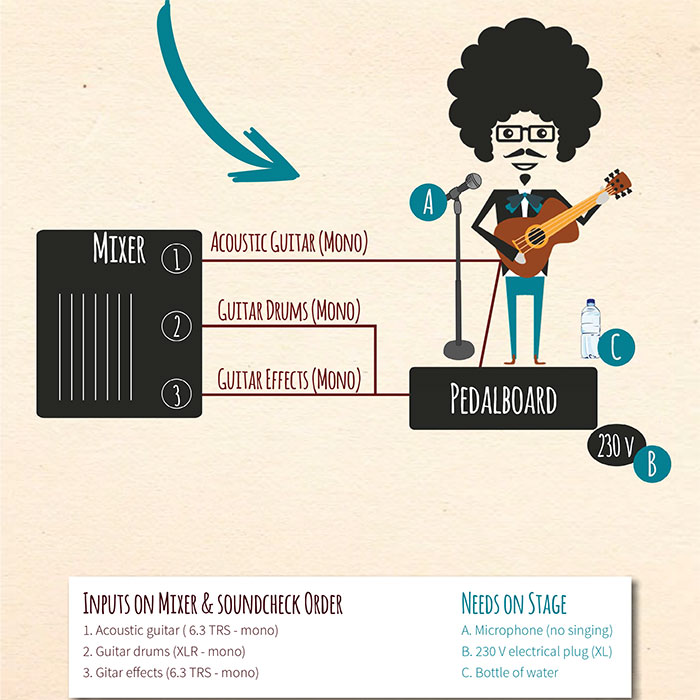 A
MIXER
1
ACOUSTIC GUITAR (MONO)
2
GUITAR DRUMS (MONO)
3
GUITAR EFFECTS (MONO)
C
PEDALBOARD
230 V
B
INPUTS ON MIXER & SOUNDCHECK ORDER
1. Acoustic guitar ( 6.3 TRS - mono)
2. Guitar drums (XLR - mono)
3. Gitar effects (6.3 TRS - mono)
NEEDS ON STAGE
A. Microphone (no singing)
B. 230 V electrical plug (XL)
C. Bottle of water